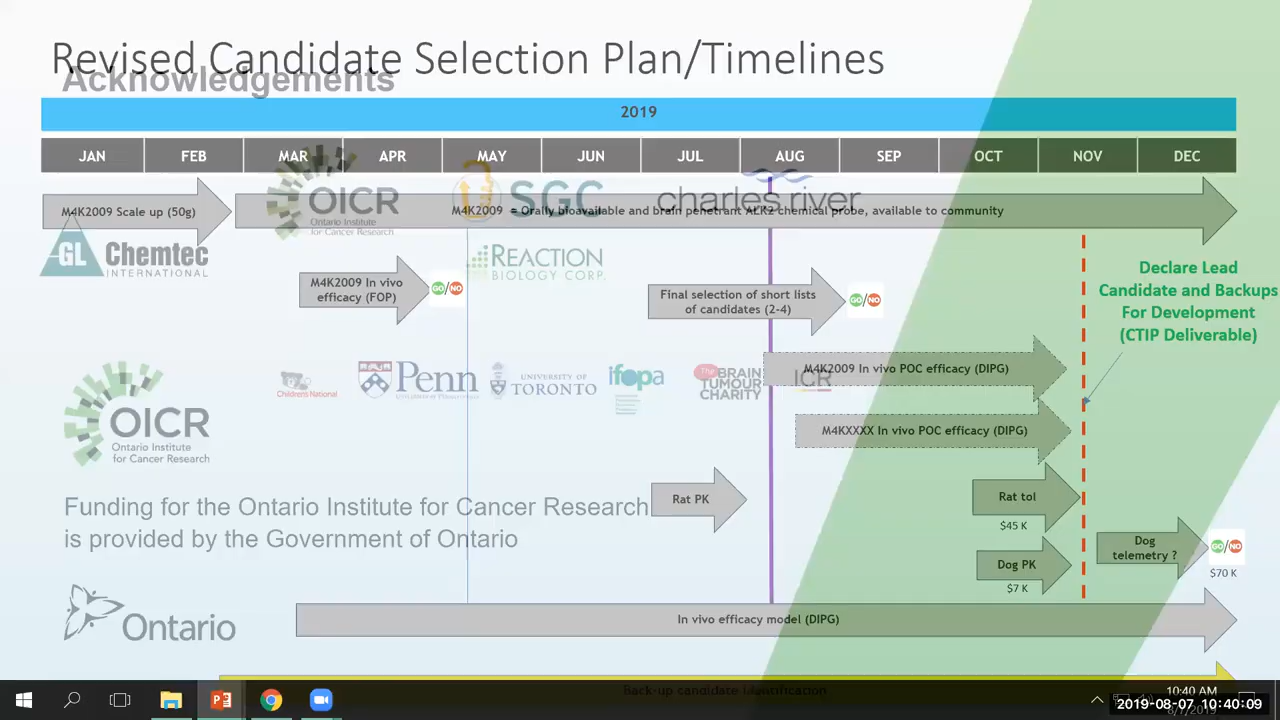 Revised Candidate Selection Plan/Timelines
Acknowledgements
2019
JAN FEB MAR APR MAY JUN JUL AUG SEP OCT NOV DEC
M4K2009 Scale up (50g)
M4K2009 = Orally bioavailable and brain penetrant ALK2 chemical probe, available to community
OICR
Ontario Institute
for Cancer Research
SGC
charles river
GL Chemtec
INTERNATIONAL
REACTION
BIOLOGY CORP.
M4K2009 In vivo
efficacy (FOP)
GO/NO
Final selection of short lists
of candidates (2-4)
GO/NO
Declare Lead
Candidate and Backups
For Development
(CTIP Deliverable)
Children's National
Penn
UNIVERSITY OF
TORONTO
ifopa
The BRAIN
TUMOUR
CHARITY
ICR
M4K2009 In vivo POC efficacy (DIPG)
M4KXXXX In vivo POC efficacy (DIPG)
OICR
Ontario Institute
for Cancer Research
Rat PK
Rat tol
$45 K
Funding for the Ontario Institute for Cancer Research
is provided by the Government of Ontario
Dog PK
$7 K
Dog
telemetry ?
GO/NO
$70 K
Ontario
In vivo efficacy model (DIPG)
Back-up candidate identification
10:40 AM
8/7/2019
2019-08-07 10:40:09